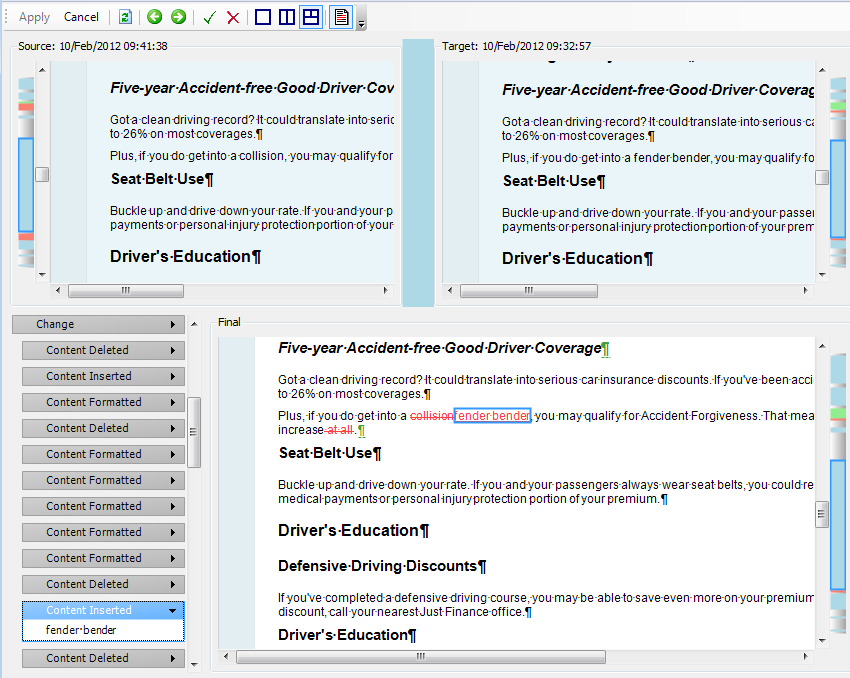 Apply Cancel
Source: 10/Feb/2012 09:41:38
Five-year·Accident-free·Good·Driver·Cov
Got·a·clean·driving·record?·It·could·translate·into·serio
to·26%·on·most·coverages.¶
Plus,·if·you·do·get·into·a·collision,·you·may·qualify·for
Seat·Belt·Use¶
Buckle·up·and·drive·down·your·rate.·If·you·and·your·p
payments·or·personal·injury·protection·portion·of·your
Driver's·Education¶
Target: 10/Feb/2012 09:32:57
Five-year·Accident-free·Good·Driver·Coverag
Got·a·clean·driving·record?·It·could·translate·into·serious·ca
to·26%·on·most·coverages.¶
Plus,·if·you·do·get·into·a·fender·bender,·you·may·qualify·fo
Seat·Belt·Use¶
Buckle·up·and·drive·down·your·rate.·If·you·and·your·passen
payments·or·personal·injury·protection·portion·of·your·prem
Driver's·Education¶
Change
Content Deleted
Content Inserted
Content Formatted
Content Deleted
Content Formatted
Content Formatted
Content Formatted
Content Formatted
Content Formatted
Content Deleted
Content Inserted
fender·bender
Content Deleted
Final
Five-year·Accident-free·Good·Driver·Coverage¶
Got·a·clean·driving·record?·It·could·translate·into·serious·car·insurance·discounts.·If·you've·been·acci
to·26%·on·most·coverages.¶
Plus,·if·you·do·get·into·a·collisionfender·bender,·you·may·qualify·for·Accident·Forgiveness.·That·mea
increase·at·all.¶
Seat·Belt·Use¶
Buckle·up·and·drive·down·your·rate.·If·you·and·your·passengers·always·wear·seat·belts,·you·could·re
medical·payments·or·personal·injury·protection·portion·of·your·premium.¶
Driver's·Education¶
Defensive·Driving·Discounts¶
If·you've·completed·a·defensive·driving·course,·you·may·be·able·to·save·even·more·on·your·premium
discount,·call·your·nearest·Just·Finance·office.¶
Driver's·Education¶